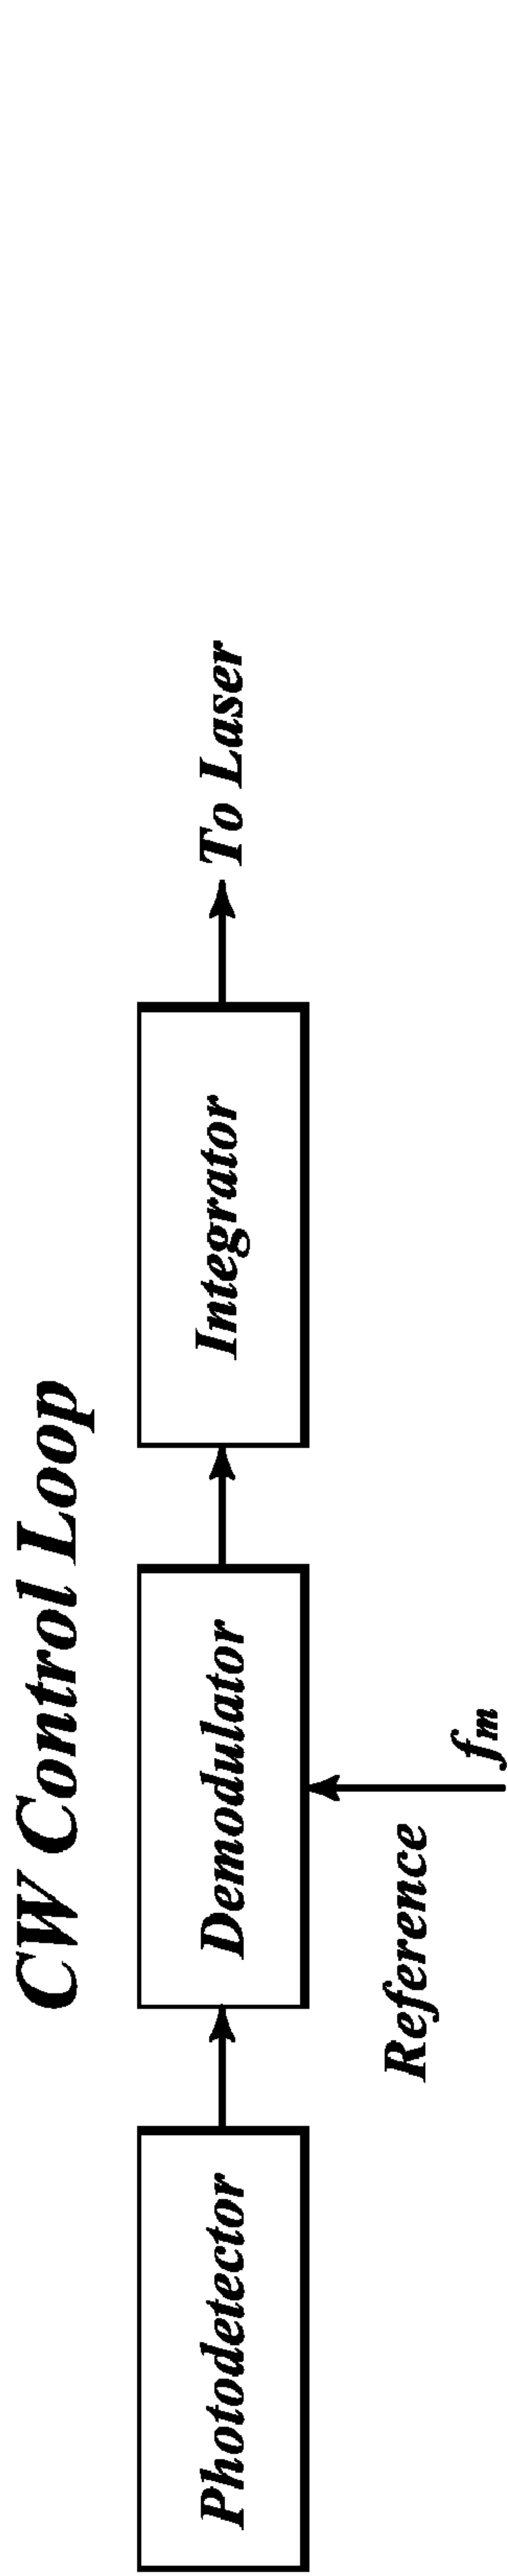 CW Control Loop
Photodetector
Demodulator
Integrator
To Laser
Reference
fm